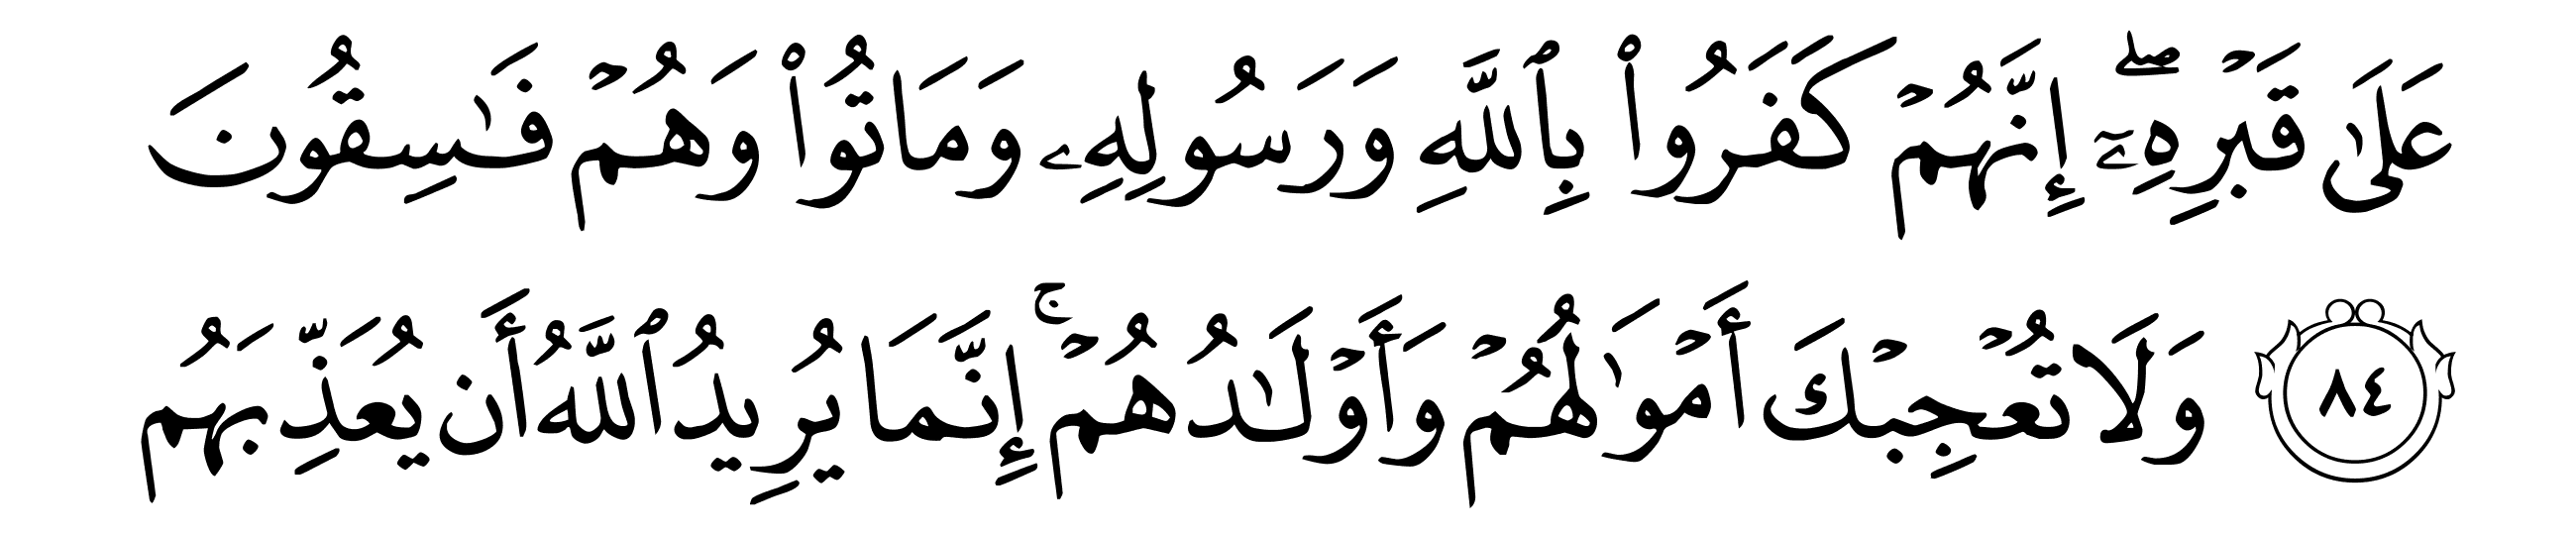 عَلَىٰ قَبۡرِهِۦٓۖ إِنَّهُمۡ كَفَرُواْ بِٱللَّهِ وَرَسُولِهِۦ وَمَاتُواْ وَهُمۡ فَٰسِقُونَ
٨٤ وَلَا تُعۡجِبۡكَ أَمۡوَٰلُهُمۡ وَأَوۡلَٰدُهُمۡۚ إِنَّمَا يُرِيدُ ٱللَّهُ أَن يُعَذِّبَهُم